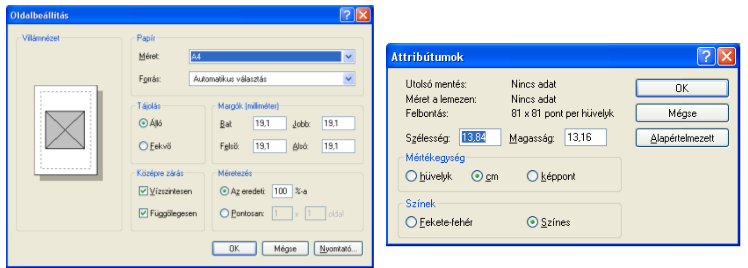 Oldalbeállítás
Villámnézet
Papír
Méret: A4
Forrás: Automatikus választás
Tájolás
Álló
Fekvő
Margók (milliméter)
Bal: 19,1 Jobb: 19,1
Felső: 19,1 Alsó: 19,1
Középre zárás
Vízszintesen
Függőlegesen
Méretezés
Az eredeti: 100 %-a
Pontosan: 1 x 1 oldal
OK Mégse Nyomtató...
Attribútumok
Utolsó mentés: Nincs adat
Méret a lemezen: Nincs adat
Felbontás: 81 x 81 pont per hüvelyk
Szélesség: 13,84 Magasság: 13,16
Mértékegység
hüvelyk cm képpont
Színek
Fekete-fehér Színes
OK
Mégse
Alapértelmezett